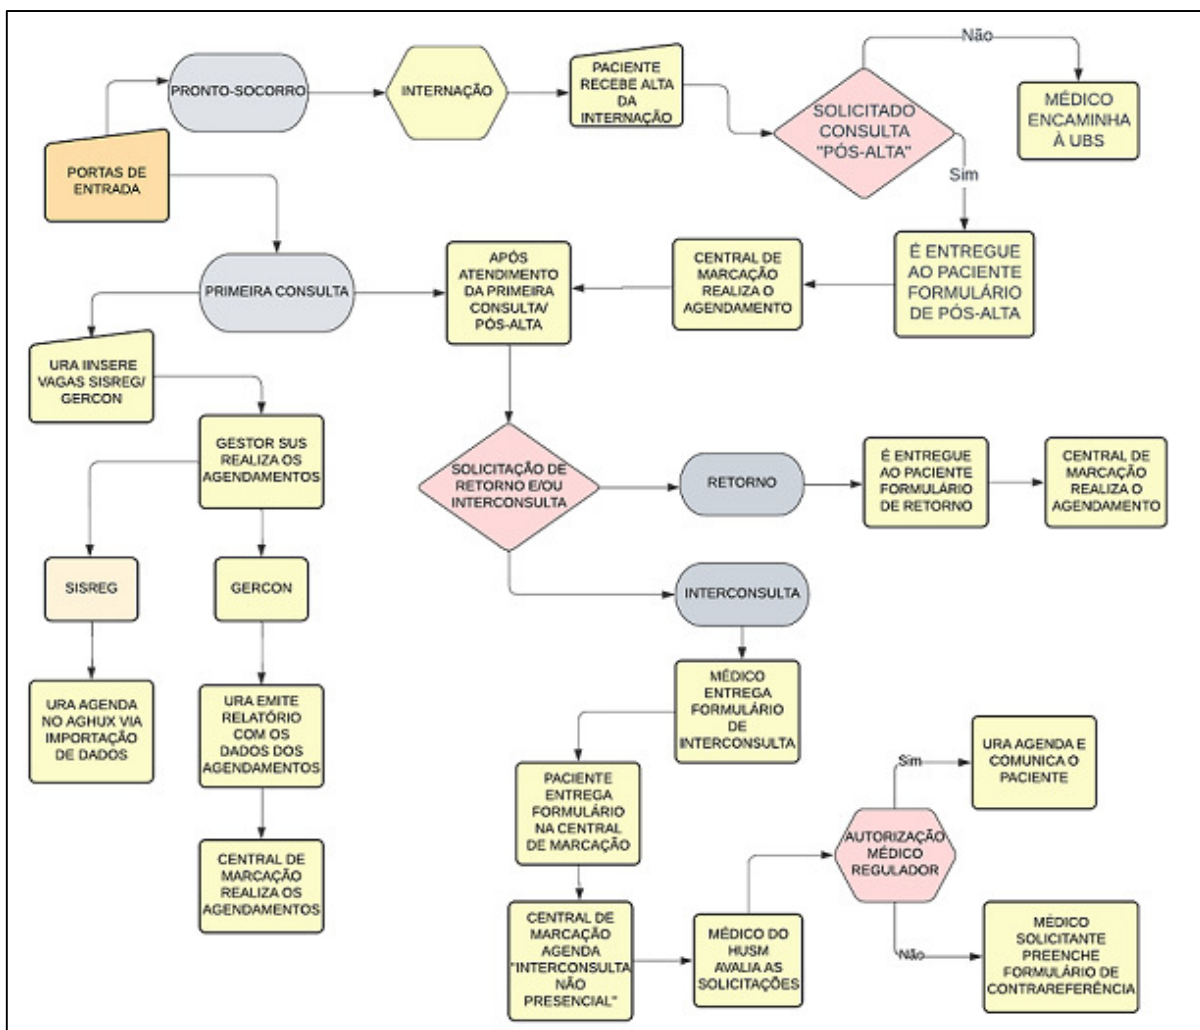 Não
PRONTO-SOCORRO
INTERNAÇÃO
PACIENTE
RECEBE ALTA
DA
INTERNAÇÃO
SOLICITADO
CONSULTA
"PÓS-ALTA"
MÉDICO
ENCAMINHA
À UBS
PORTAS DE
ENTRADA
Sim
PRIMEIRA CONSULTA
APÓS
ATENDIMENTO
DA PRIMEIRA
CONSULTA/
PÓS-ALTA
CENTRAL DE
MARCAÇÃO
REALIZA O
AGENDAMENTO
É ENTREGUE
AO PACIENTE
FORMULÁRIO
DE PÓS-ALTA
URA IINSERE
VAGAS SISREG/
GERCON
GESTOR SUS
REALIZA OS
AGENDAMENTOS
SOLICITAÇÃO DE
RETORNO E/OU
INTERCONSULTA
RETORNO
É ENTREGUE
AO PACIENTE
FORMULÁRIO
DE RETORNO
CENTRAL DE
MARCAÇÃO
REALIZA O
AGENDAMENTO
SISREG
GERCON
INTERCONSULTA
URA AGENDA
NO AGHUX VIA
IMPORTAÇÃO
DE DADOS
URA EMITE
RELATÓRIO
COM OS
DADOS DOS
AGENDAMENTOS
MÉDICO
ENTREGA
FORMULÁRIO
DE
INTERCONSULTA
PACIENTE
ENTREGA
FORMULÁRIO
NA CENTRAL
DE MARCAÇÃO
Sim
URA AGENDA E
COMUNICA O
PACIENTE
AUTORIZAÇÃO
MÉDICO
REGULADOR
CENTRAL DE
MARCAÇÃO
REALIZA OS
AGENDAMENTOS
CENTRAL DE
MARCAÇÃO
AGENDA
"INTERCONSULTA
NÃO
PRESENCIAL"
MÉDICO DO
HUSM
AVALIA AS
SOLICITAÇÕES
Não
MÉDICO
SOLICITANTE
PREENCHE
FORMULÁRIO DE
CONTRAREFERÊNCIA